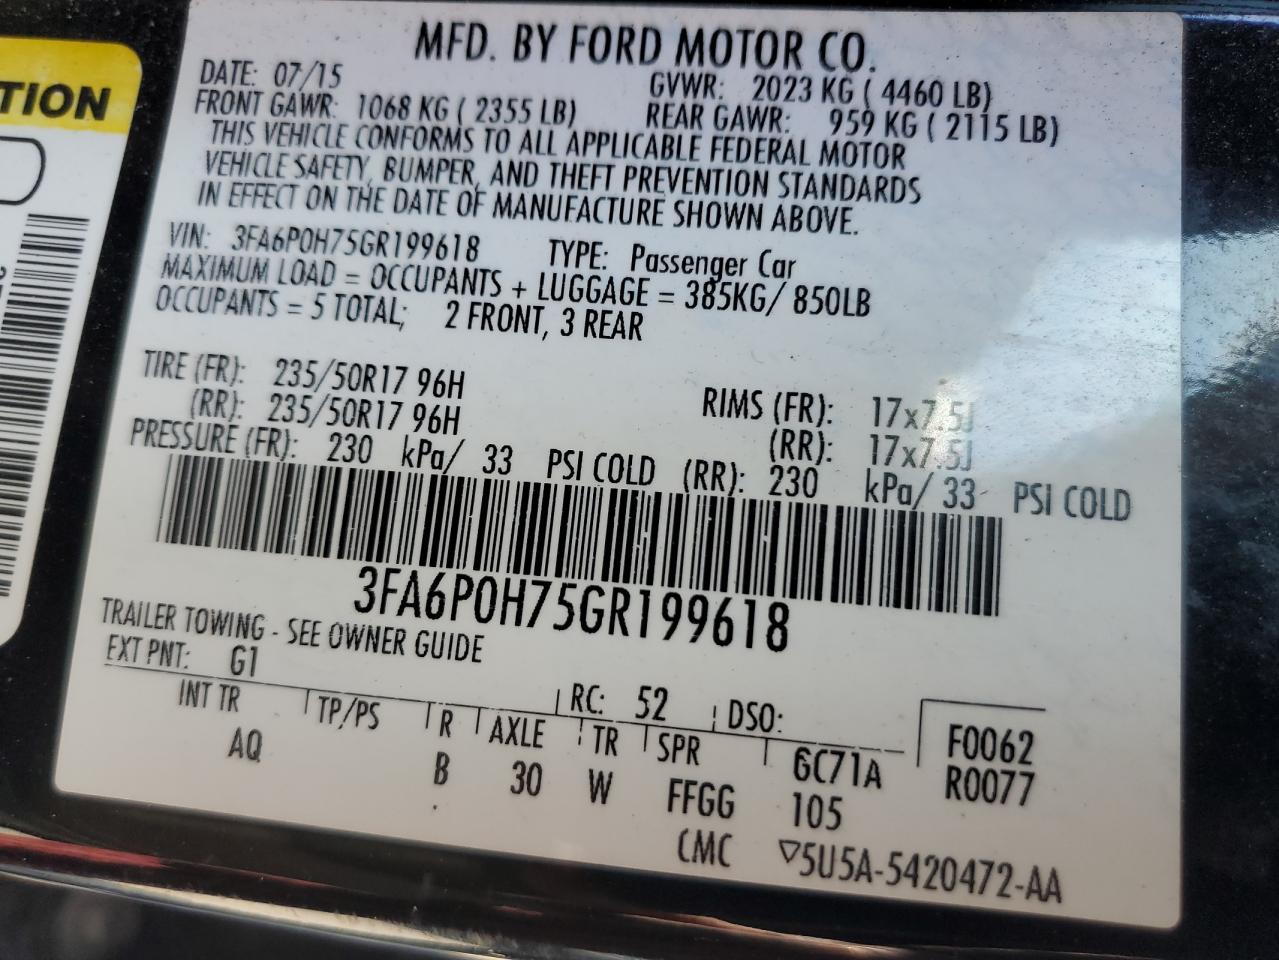 TION
MFD. BY FORD MOTOR CO.
DATE: 07/15 GVWR: 2023 KG ( 4460 LB)
FRONT GAWR: 1068 KG ( 2355 LB) REAR GAWR: 959 KG ( 2115 LB)
THIS VEHICLE CONFORMS TO ALL APPLICABLE FEDERAL MOTOR
VEHICLE SAFETY, BUMPER, AND THEFT PREVENTION STANDARDS
IN EFFECT ON THE DATE OF MANUFACTURE SHOWN ABOVE.
VIN: 3FA6P0H75GR199618 TYPE: Passenger Car
MAXIMUM LOAD = OCCUPANTS + LUGGAGE = 385KG/ 850LB
OCCUPANTS = 5 TOTAL; 2 FRONT, 3 REAR
TIRE (FR): 235/50R17 96H RIMS (FR): 17x7.5J
(RR): 235/50R17 96H (RR): 17x7.5J
PRESSURE (FR): 230 kPa/ 33 PSI COLD (RR): 230 kPa/ 33 PSI COLD
3FA6P0H75GR199618
TRAILER TOWING - SEE OWNER GUIDE
EXT PNT: G1 RC: 52 DSO: F0062
INT TR TP/PS R AXLE TR SPR GC71A R0077
AQ B 30 W FFGG 105
CMC ▽5U5A-5420472-AA